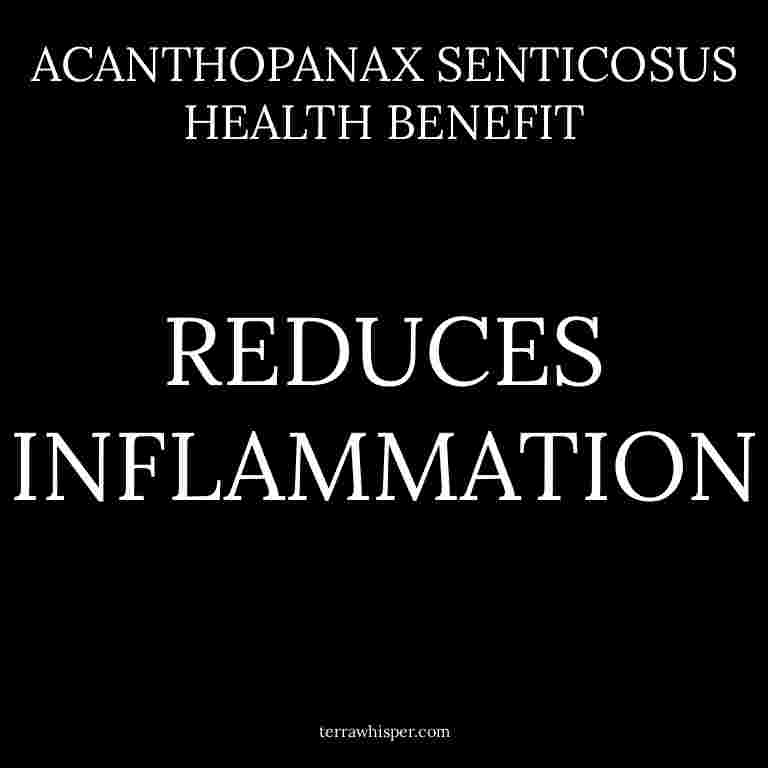 ACANTHOPANAX SENTICOSUS
HEALTH BENEFIT
REDUCES
INFLAMMATION
terrawhisper.com